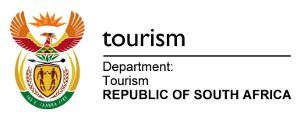 tourism
Department:
Tourism
REPUBLIC OF SOUTH AFRICA